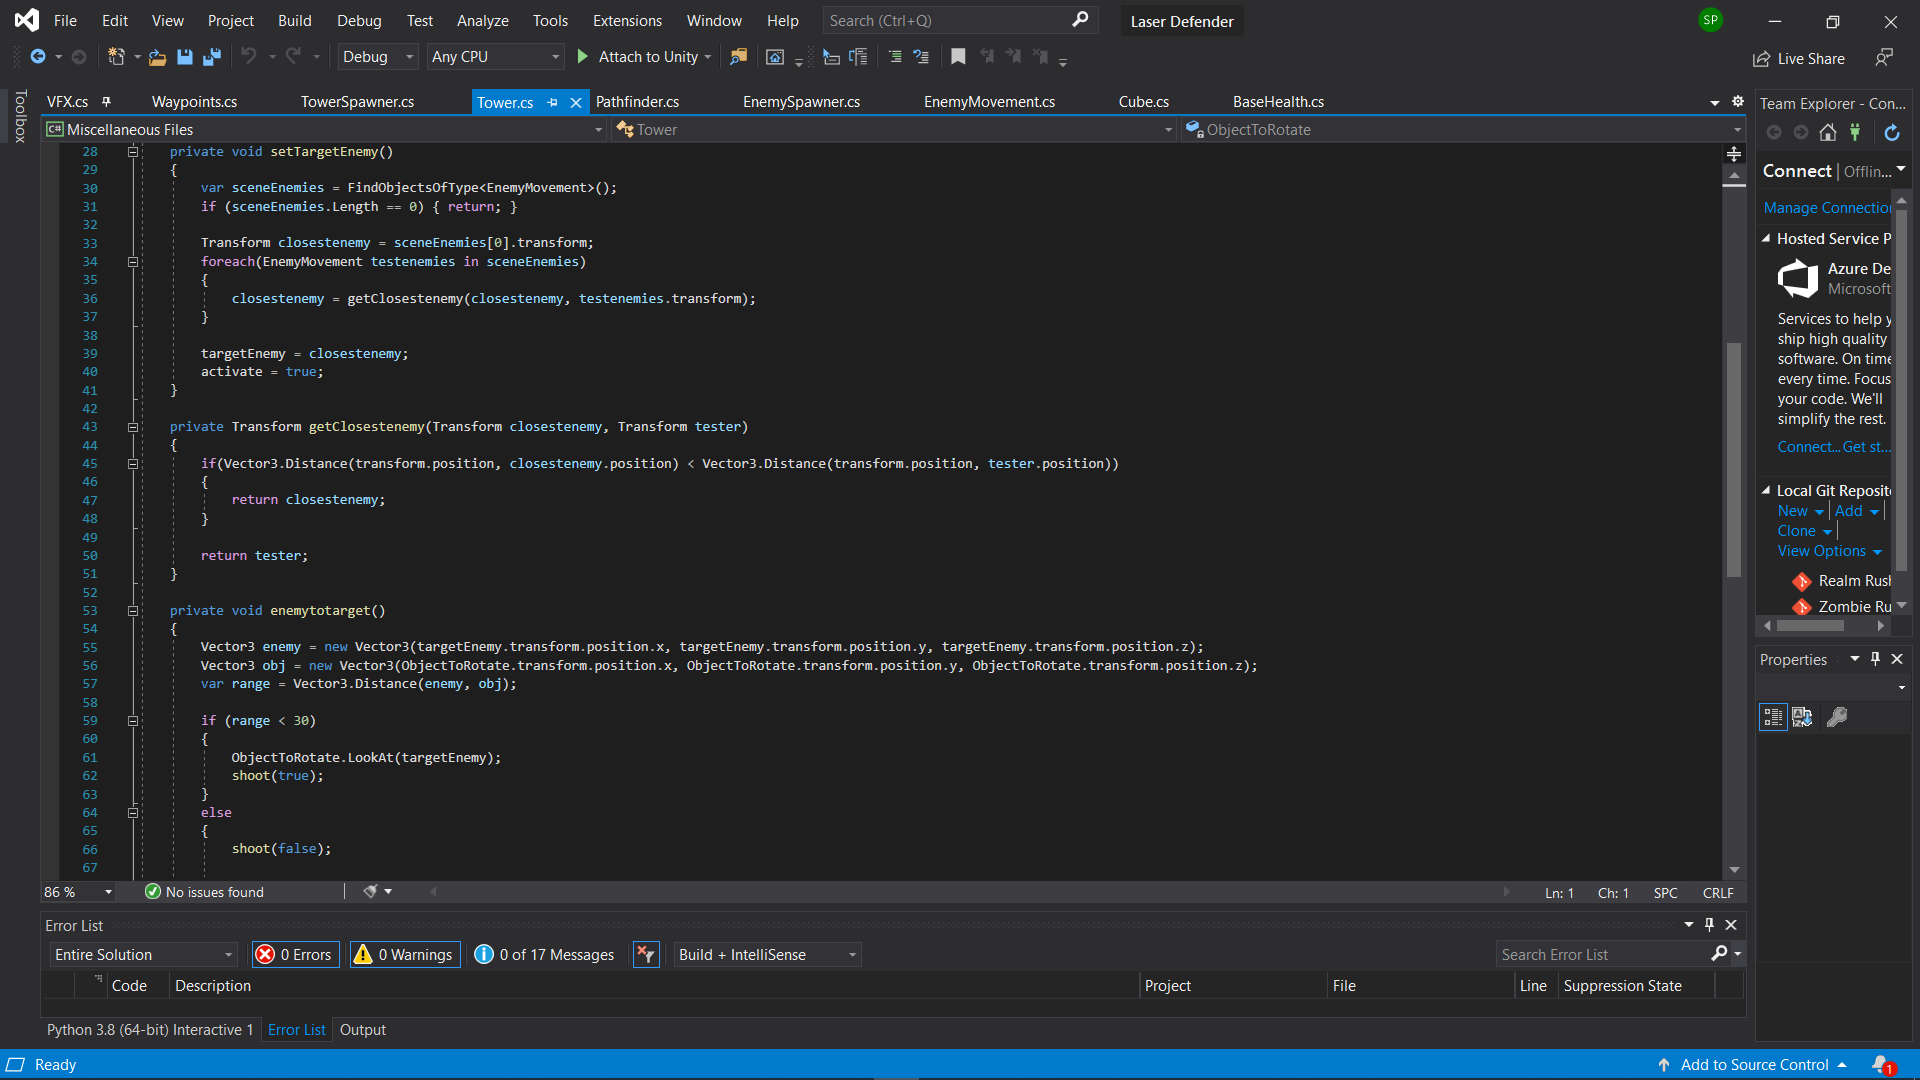 File Edit View Project Build Debug Test Analyze Tools Extensions Window Help Search (Ctrl+Q) Laser Defender SP
Debug Any CPU Attach to Unity Live Share
Toolbox
VFX.cs Waypoints.cs TowerSpawner.cs Tower.cs Pathfinder.cs EnemySpawner.cs EnemyMovement.cs Cube.cs BaseHealth.cs
C# Miscellaneous Files Tower ObjectToRotate
28 private void setTargetEnemy()
29 {
30 var sceneEnemies = FindObjectsOfType<EnemyMovement>();
31 if (sceneEnemies.Length == 0) { return; }
32
33 Transform closestenemy = sceneEnemies[0].transform;
34 foreach(EnemyMovement testenemies in sceneEnemies)
35 {
36 closestenemy = getClosestenemy(closestenemy, testenemies.transform);
37 }
38
39 targetEnemy = closestenemy;
40 activate = true;
41 }
42
43 private Transform getClosestenemy(Transform closestenemy, Transform tester)
44 {
45 if(Vector3.Distance(transform.position, closestenemy.position) < Vector3.Distance(transform.position, tester.position))
46 {
47 return closestenemy;
48 }
49
50 return tester;
51 }
52
53 private void enemytotarget()
54 {
55 Vector3 enemy = new Vector3(targetEnemy.transform.position.x, targetEnemy.transform.position.y, targetEnemy.transform.position.z);
56 Vector3 obj = new Vector3(ObjectToRotate.transform.position.x, ObjectToRotate.transform.position.y, ObjectToRotate.transform.position.z);
57 var range = Vector3.Distance(enemy, obj);
58
59 if (range < 30)
60 {
61 ObjectToRotate.LookAt(targetEnemy);
62 shoot(true);
63 }
64 else
65 {
66 shoot(false);
67
86 % No issues found Ln: 1 Ch: 1 SPC CRLF
Error List
Entire Solution 0 Errors 0 Warnings 0 of 17 Messages Build + IntelliSense Search Error List
Code Description Project File Line Suppression State
Python 3.8 (64-bit) Interactive 1 Error List Output
Team Explorer - Con...
Connect | Offlin...
Manage Connectio
Hosted Service P
Azure De
Microsoft
Services to help y
ship high quality
software. On time
every time. Focus
your code. We'll
simplify the rest.
Connect... Get st...
Local Git Reposit
New Add
Clone
View Options
Realm Rus
Zombie Ru
Properties
Ready Add to Source Control 1